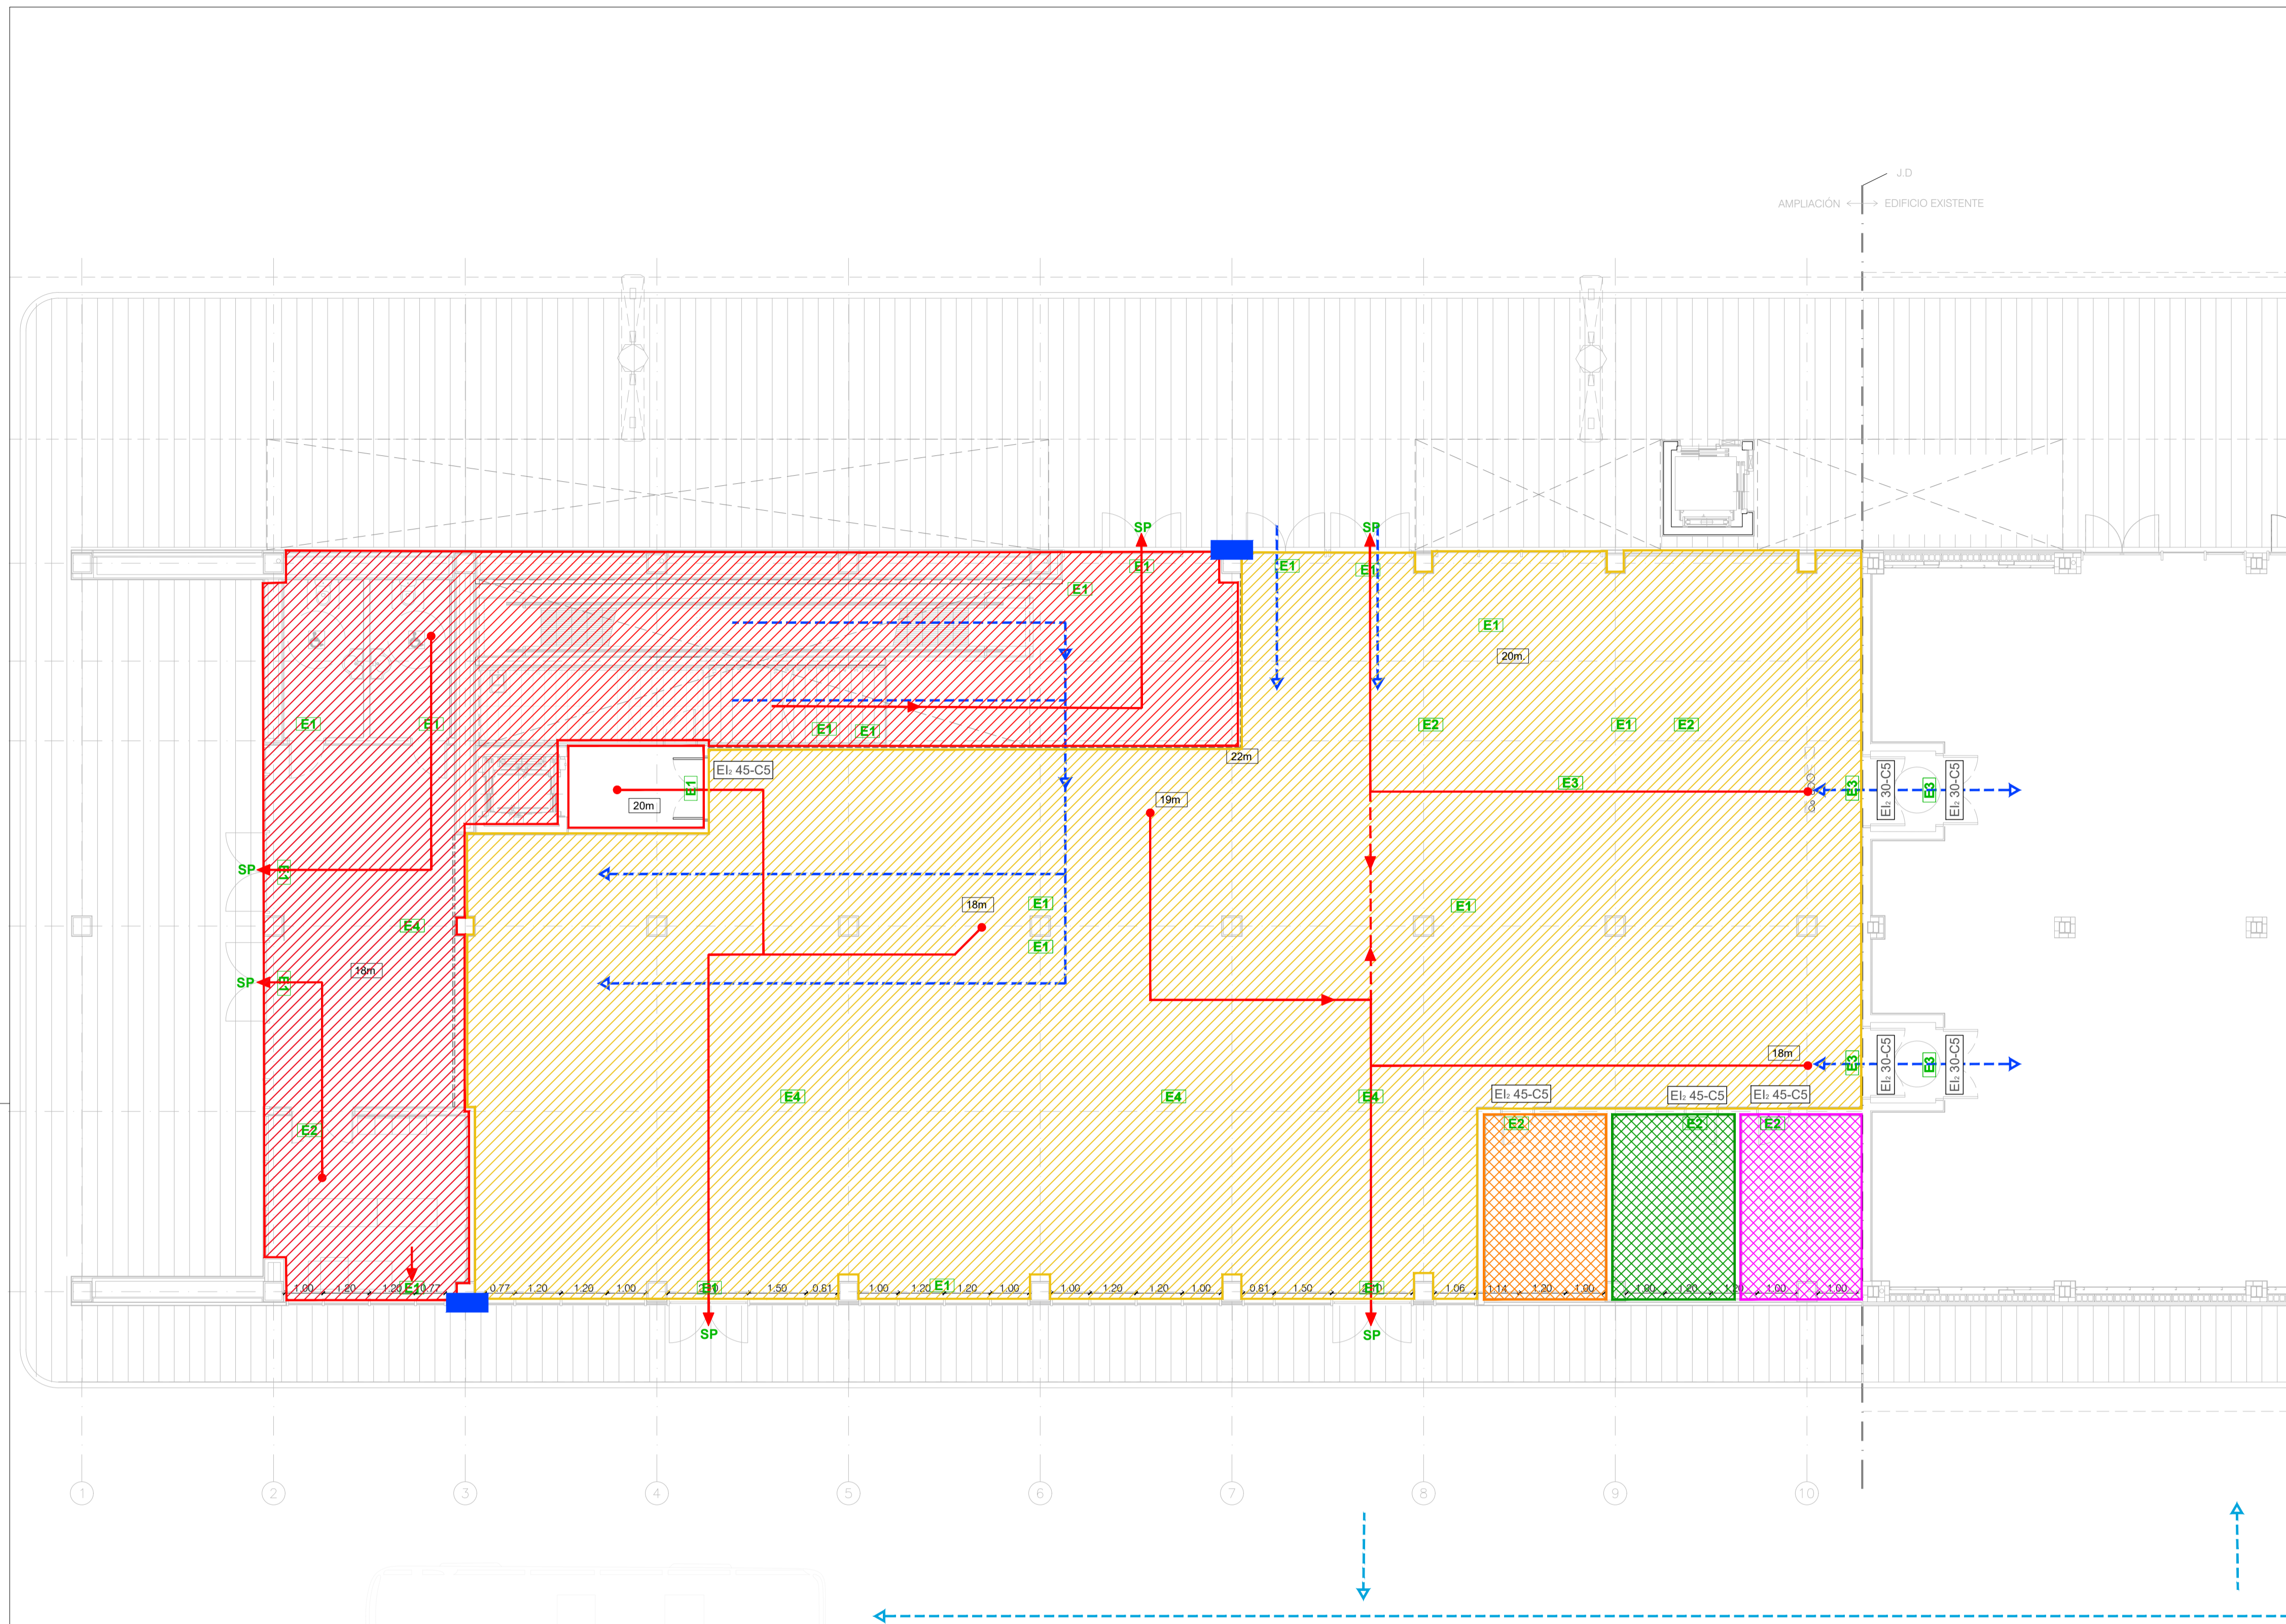 J.D
AMPLIACIÓN EDIFICIO EXISTENTE
SP SP
E1 E1 E1
E1
E1
20m.
E1 E1 E1 E1 E2 E1 E2
22m
EI₂ 45-C5
E1
20m
19m
E3
E3
EI₂ 30-C5
E3
EI₂ 30-C5
SP
E1
E4
18m
E1
E1
E1
SP
E1
18m
18m
E3
EI₂ 30-C5
E3
EI₂ 30-C5
E4 E4 E4
EI₂ 45-C5 EI₂ 45-C5 EI₂ 45-C5
E2 E2 E2 E2
E1 E1 E1 E1
1.00 1.20 1.20 0.77 0.77 1.20 1.20 1.00 1.50 0.61 1.00 1.20 1.20 1.00 1.00 1.20 1.20 1.00 0.61 1.50 1.06 1.14 1.20 1.00 1.00 1.20 1.20 1.00 1.00
SP SP
1 2 3 4 5 6 7 8 9 10